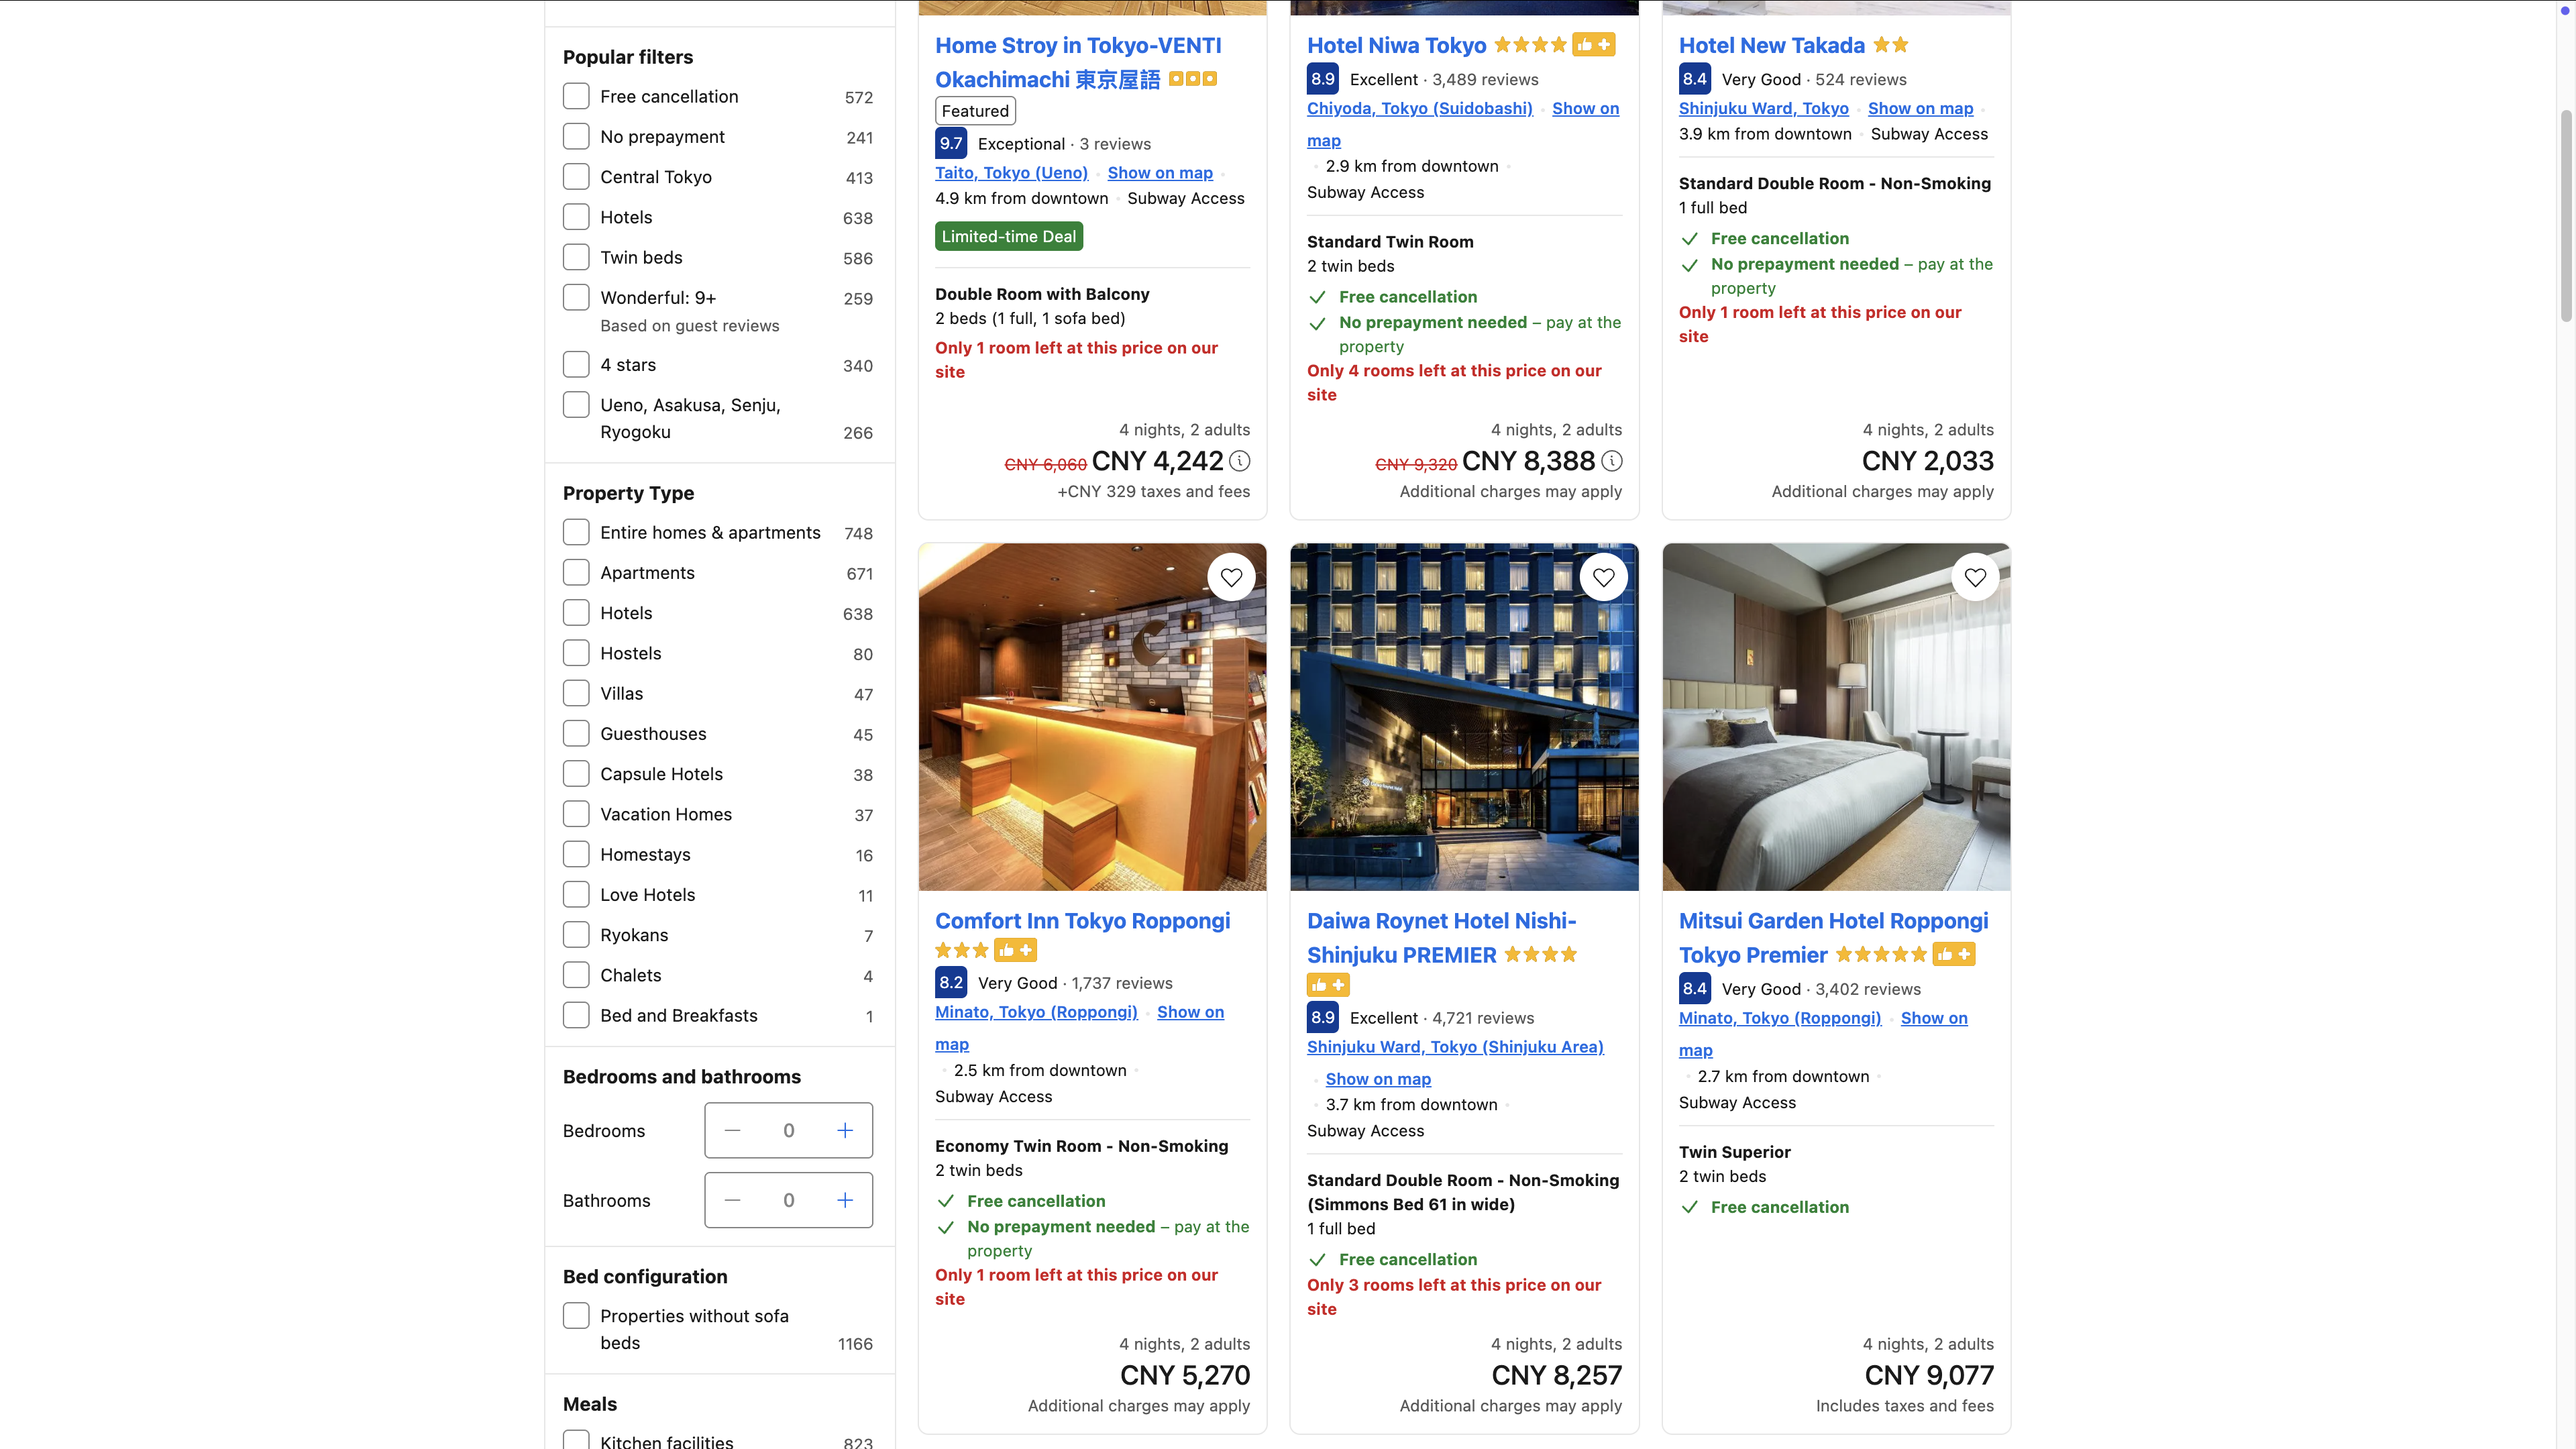 Popular filters
Free cancellation 572
No prepayment 241
Central Tokyo 413
Hotels 638
Twin beds 586
Wonderful: 9+ 259
Based on guest reviews
4 stars 340
Ueno, Asakusa, Senju,
Ryogoku 266
Property Type
Entire homes & apartments 748
Apartments 671
Hotels 638
Hostels 80
Villas 47
Guesthouses 45
Capsule Hotels 38
Vacation Homes 37
Homestays 16
Love Hotels 11
Ryokans 7
Chalets 4
Bed and Breakfasts 1
Bedrooms and bathrooms
Bedrooms — 0 +
Bathrooms — 0 +
Bed configuration
Properties without sofa
beds 1166
Meals
Kitchen facilities 823
Home Stroy in Tokyo-VENTI
Okachimachi 東京屋語
Featured
9.7 Exceptional · 3 reviews
Taito, Tokyo (Ueno) Show on map
4.9 km from downtown Subway Access
Limited-time Deal
Double Room with Balcony
2 beds (1 full, 1 sofa bed)
Only 1 room left at this price on our
site
4 nights, 2 adults
CNY 6,060 CNY 4,242
+CNY 329 taxes and fees
Hotel Niwa Tokyo
8.9 Excellent · 3,489 reviews
Chiyoda, Tokyo (Suidobashi) Show on
map
2.9 km from downtown
Subway Access
Standard Twin Room
2 twin beds
Free cancellation
No prepayment needed – pay at the
property
Only 4 rooms left at this price on our
site
4 nights, 2 adults
CNY 9,320 CNY 8,388
Additional charges may apply
Hotel New Takada
8.4 Very Good · 524 reviews
Shinjuku Ward, Tokyo Show on map
3.9 km from downtown Subway Access
Standard Double Room - Non-Smoking
1 full bed
Free cancellation
No prepayment needed – pay at the
property
Only 1 room left at this price on our
site
4 nights, 2 adults
CNY 2,033
Additional charges may apply
Comfort Inn Tokyo Roppongi
8.2 Very Good · 1,737 reviews
Minato, Tokyo (Roppongi) Show on
map
2.5 km from downtown
Subway Access
Economy Twin Room - Non-Smoking
2 twin beds
Free cancellation
No prepayment needed – pay at the
property
Only 1 room left at this price on our
site
4 nights, 2 adults
CNY 5,270
Additional charges may apply
Daiwa Roynet Hotel Nishi-
Shinjuku PREMIER
8.9 Excellent · 4,721 reviews
Shinjuku Ward, Tokyo (Shinjuku Area)
Show on map
3.7 km from downtown
Subway Access
Standard Double Room - Non-Smoking
(Simmons Bed 61 in wide)
1 full bed
Free cancellation
Only 3 rooms left at this price on our
site
4 nights, 2 adults
CNY 8,257
Additional charges may apply
Mitsui Garden Hotel Roppongi
Tokyo Premier
8.4 Very Good · 3,402 reviews
Minato, Tokyo (Roppongi) Show on
map
2.7 km from downtown
Subway Access
Twin Superior
2 twin beds
Free cancellation
4 nights, 2 adults
CNY 9,077
Includes taxes and fees